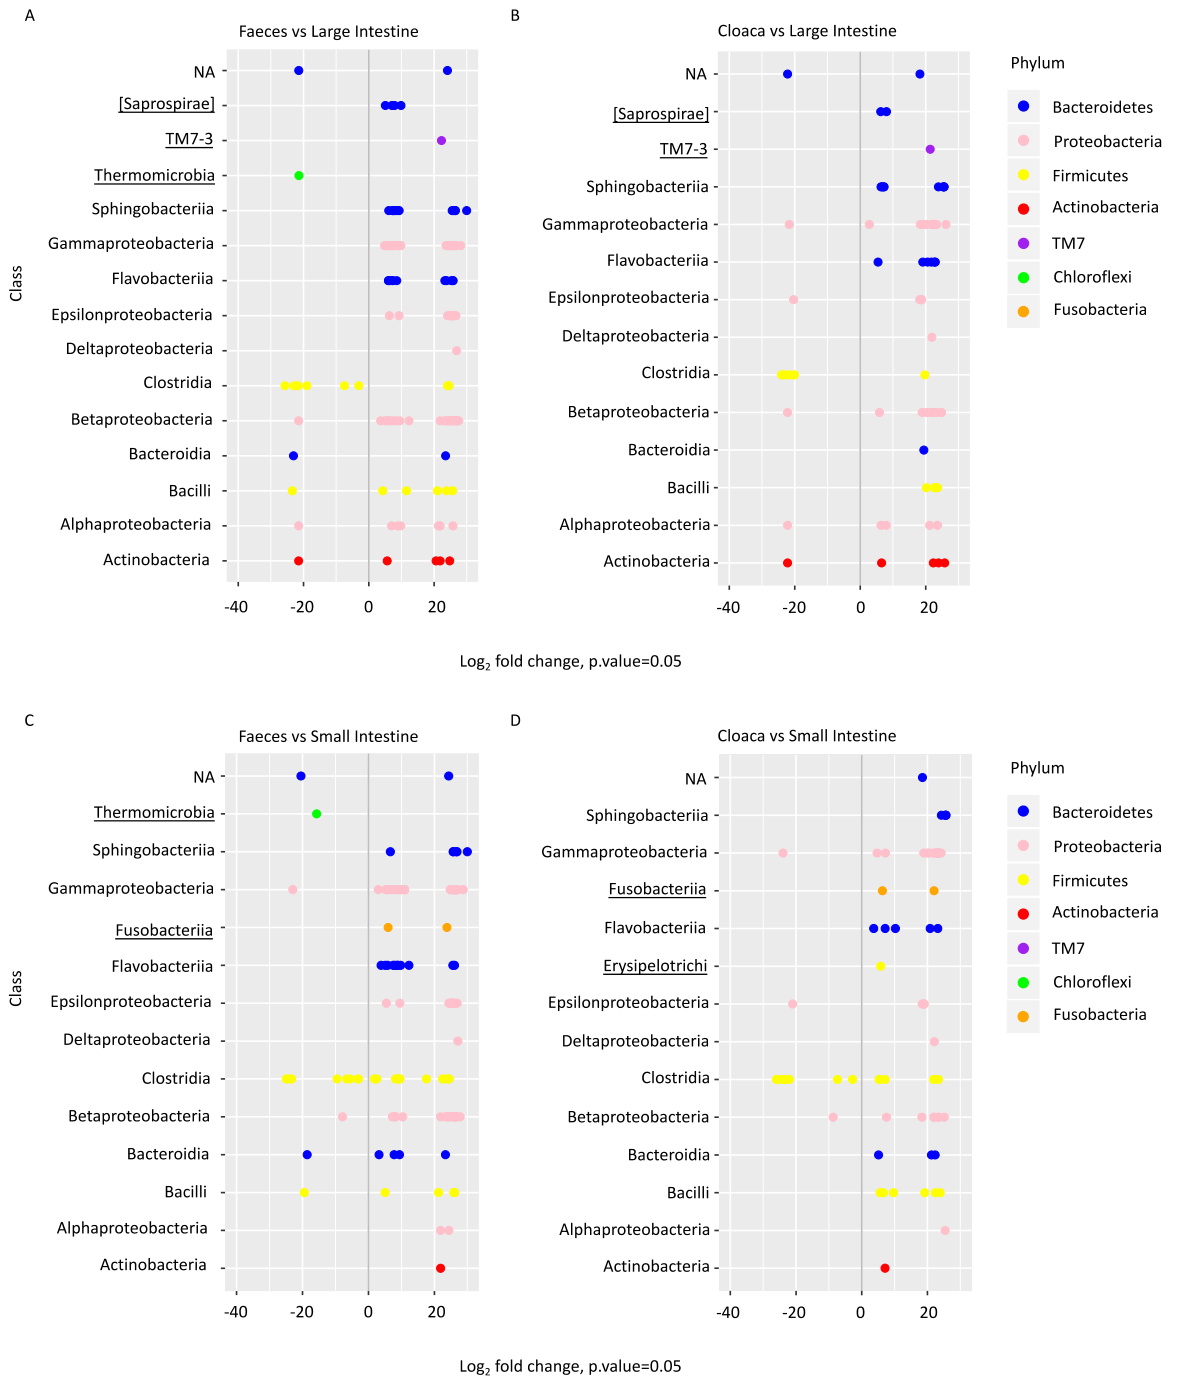 A
Faeces vs Large Intestine
NA
[Saprospirae]
TM7-3
Thermomicrobia
Sphingobacteriia
Gammaproteobacteria
Flavobacteriia
Epsilonproteobacteria
Deltaproteobacteria
Clostridia
Betaproteobacteria
Bacteroidia
Bacilli
Alphaproteobacteria
Actinobacteria
Class
-40 -20 0 20
B
Cloaca vs Large Intestine
NA
[Saprospirae]
TM7-3
Sphingobacteriia
Gammaproteobacteria
Flavobacteriia
Epsilonproteobacteria
Deltaproteobacteria
Clostridia
Betaproteobacteria
Bacteroidia
Bacilli
Alphaproteobacteria
Actinobacteria
-40 -20 0 20
Phylum
Bacteroidetes
Proteobacteria
Firmicutes
Actinobacteria
TM7
Chloroflexi
Fusobacteria
Log₂ fold change, p.value=0.05
C
Faeces vs Small Intestine
NA
Thermomicrobia
Sphingobacteriia
Gammaproteobacteria
Fusobacteriia
Flavobacteriia
Epsilonproteobacteria
Deltaproteobacteria
Clostridia
Betaproteobacteria
Bacteroidia
Bacilli
Alphaproteobacteria
Actinobacteria
Class
-40 -20 0 20
D
Cloaca vs Small Intestine
NA
Sphingobacteriia
Gammaproteobacteria
Fusobacteriia
Flavobacteriia
Erysipelotrichi
Epsilonproteobacteria
Deltaproteobacteria
Clostridia
Betaproteobacteria
Bacteroidia
Bacilli
Alphaproteobacteria
Actinobacteria
-40 -20 0 20
Phylum
Bacteroidetes
Proteobacteria
Firmicutes
Actinobacteria
TM7
Chloroflexi
Fusobacteria
Log₂ fold change, p.value=0.05